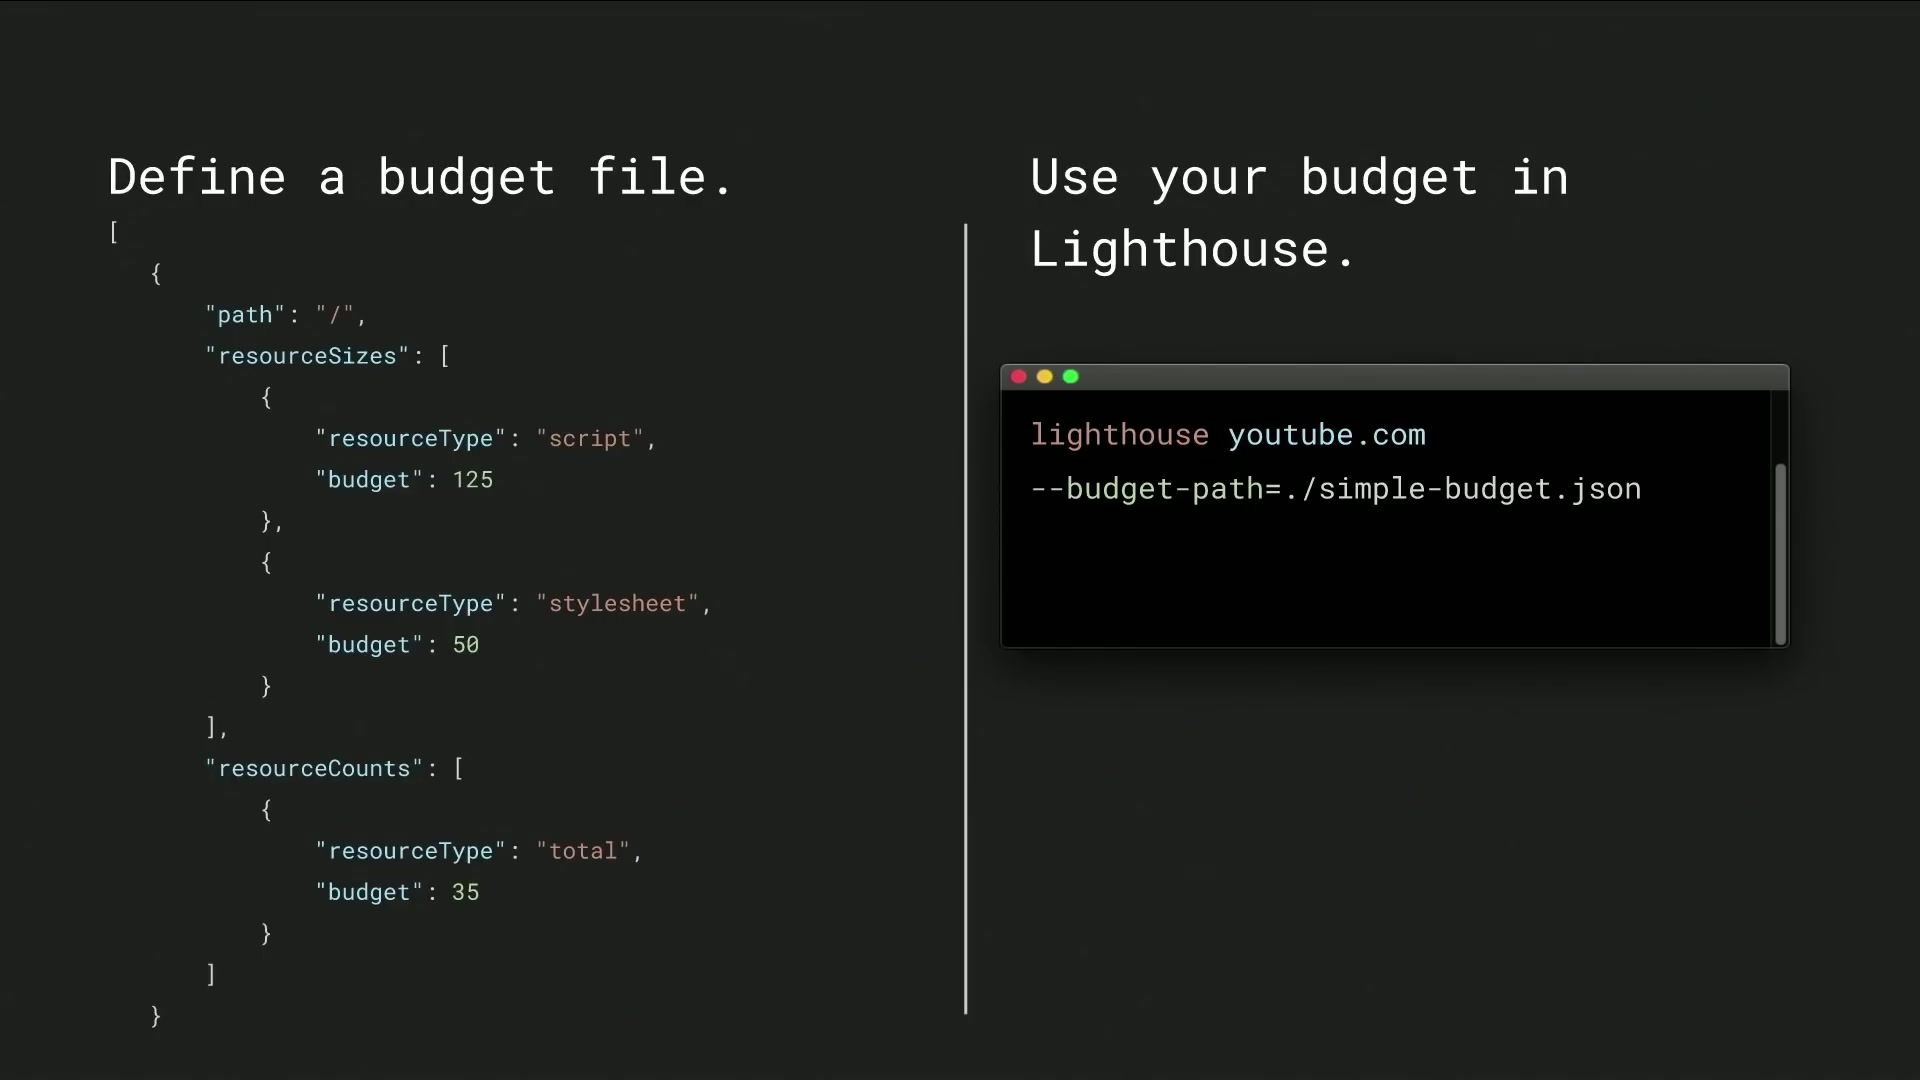 Define a budget file.
[
{
"path": "/",
"resourceSizes": [
{
"resourceType": "script",
"budget": 125
},
{
"resourceType": "stylesheet",
"budget": 50
}
],
"resourceCounts": [
{
"resourceType": "total",
"budget": 35
}
]
}
Use your budget in
Lighthouse.
lighthouse youtube.com
--budget-path=./simple-budget.json